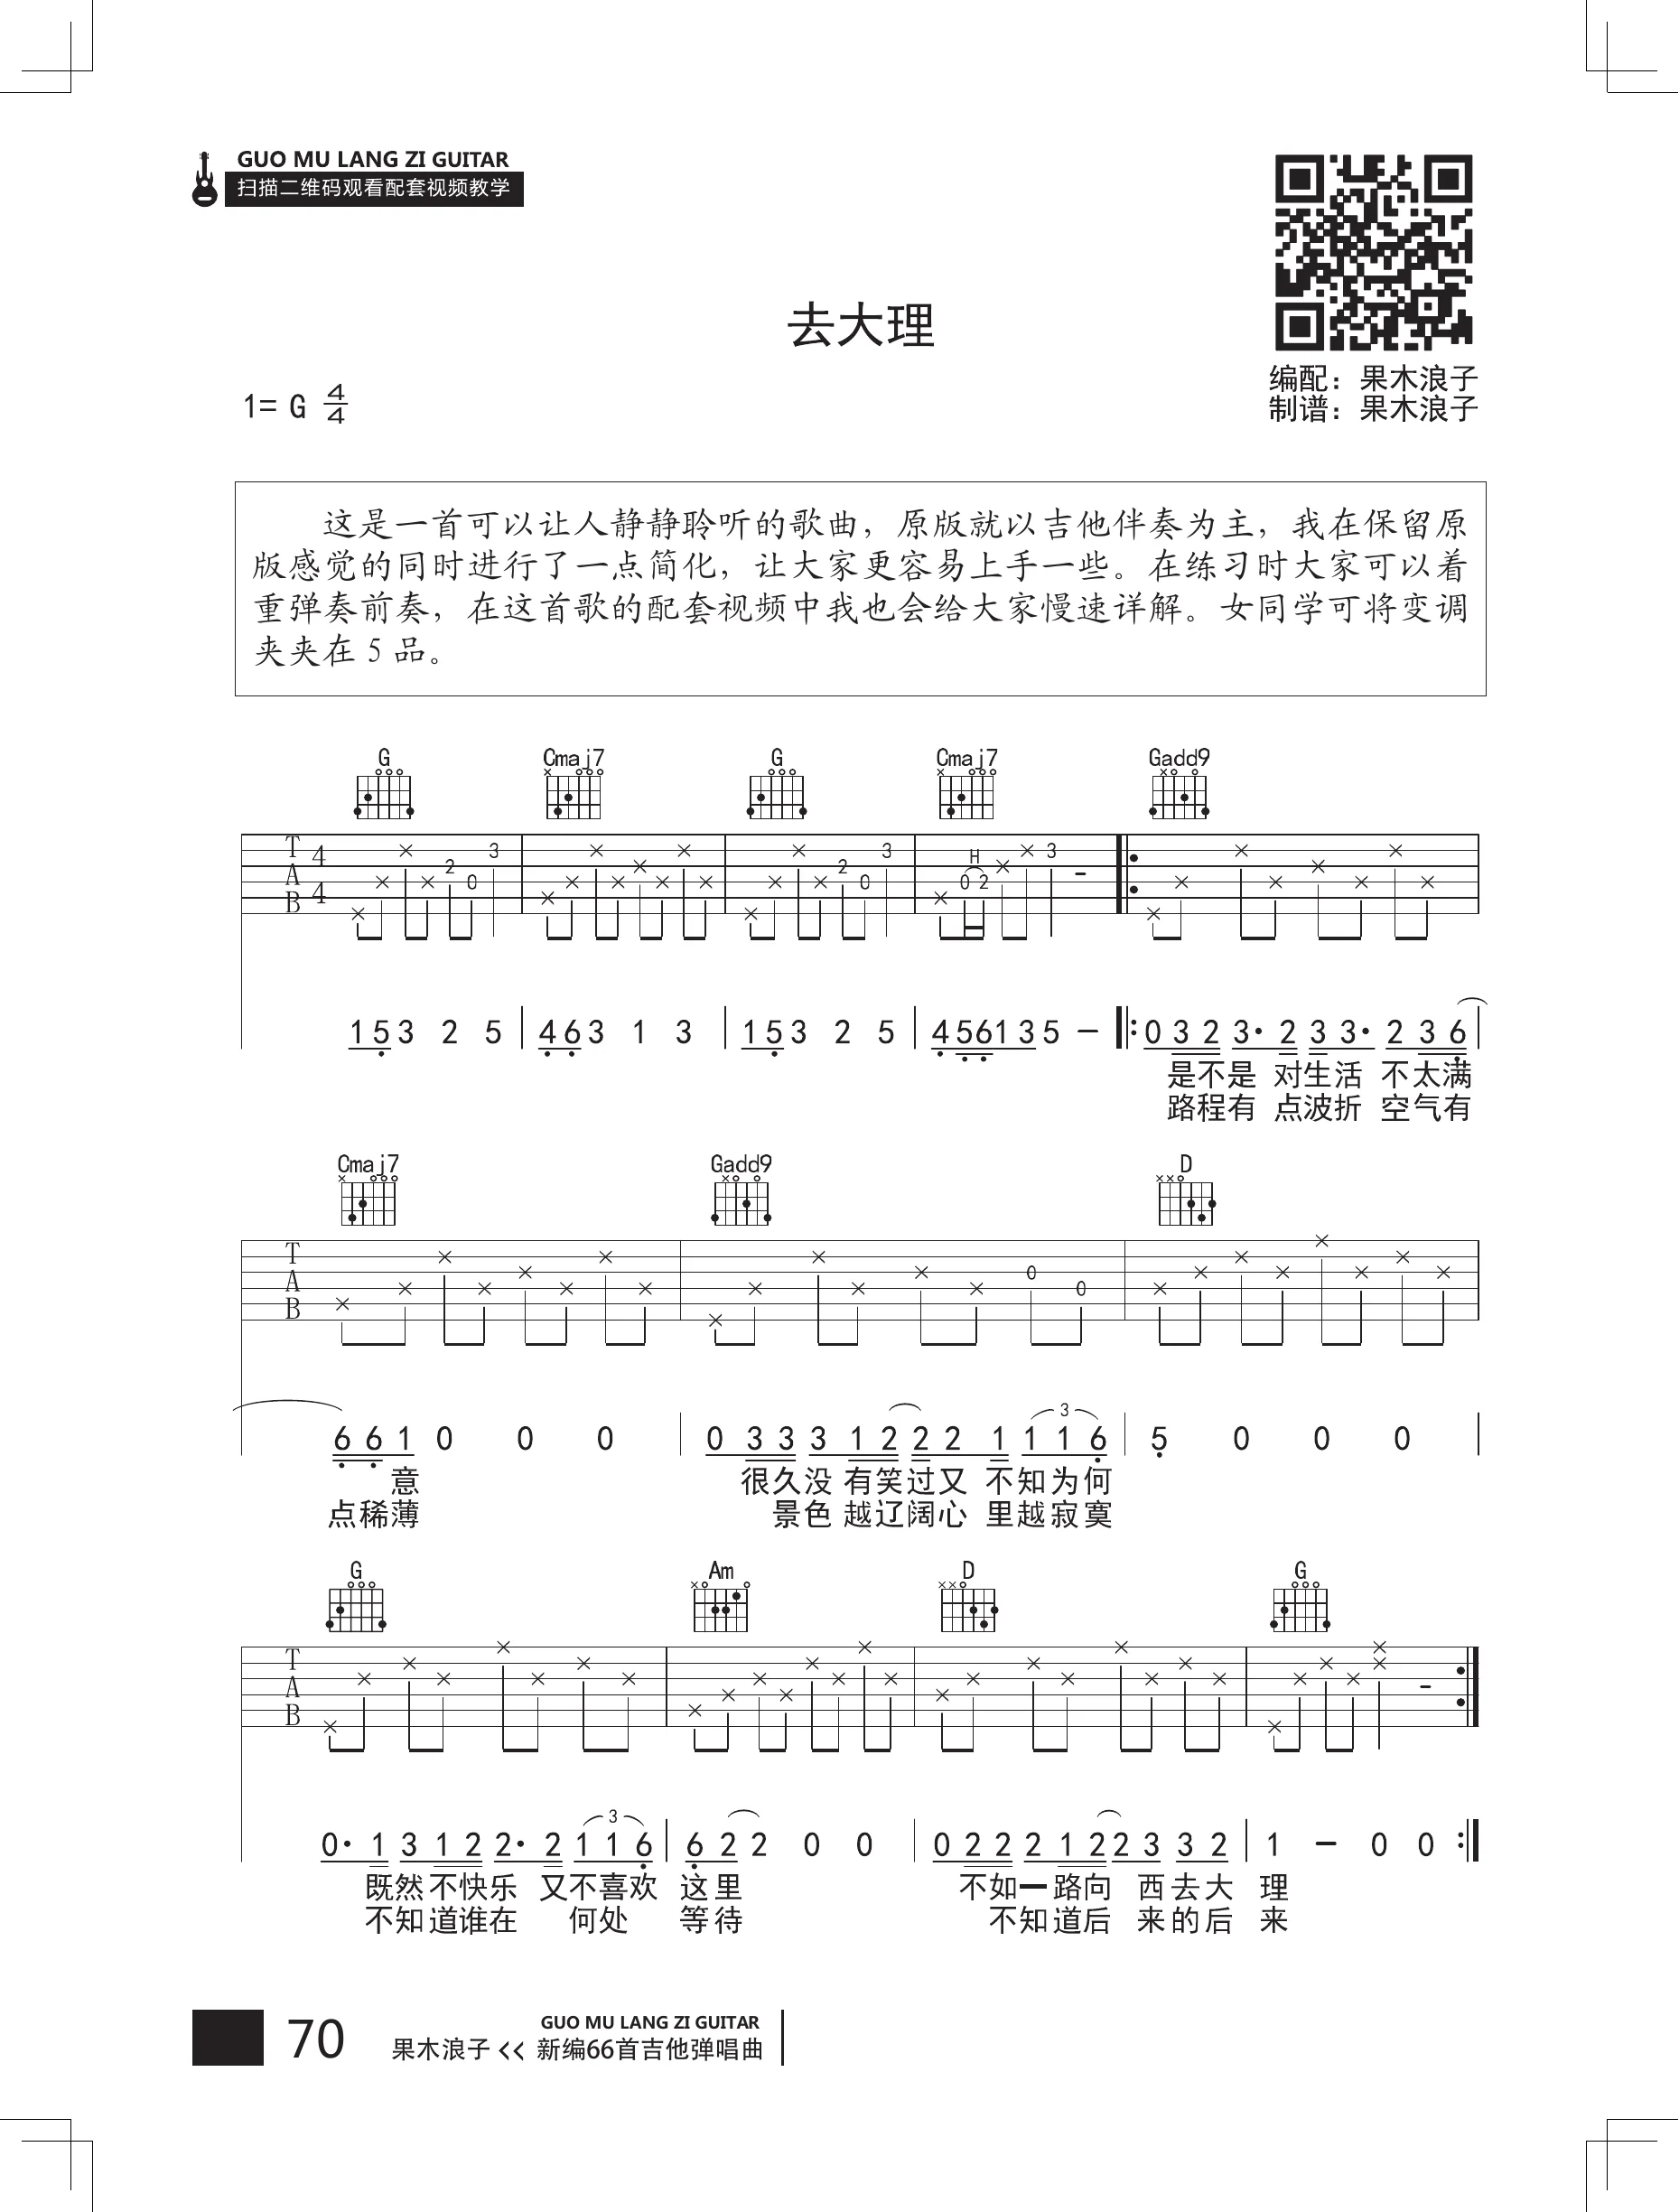 GUO MU LANG ZI GUITAR
扫描二维码观看配套视频教学
去大理
1= G 4/4
编配：果木浪子
制谱：果木浪子
这是一首可以让人静静聆听的歌曲，原版就以吉他伴奏为主，我在保留原
版感觉的同时进行了一点简化，让大家更容易上手一些。在练习时大家可以着
重弹奏前奏，在这首歌的配套视频中我也会给大家慢速详解。女同学可将变调
夹夹在 5 品。
G Cmaj7 G Cmaj7 Gadd9
T A B 4 4 2 0 3 2 0 3 H 0 2 3 -
1 5 3 2 5 4 6 3 1 3 1 5 3 2 5 4 5 6 1 3 5 - 0 3 2 3· 2 3 3· 2 3 6
是不是 对生活 不太满
路程有 点波折 空气有
Cmaj7 Gadd9 D
T A B 0 0
6 6 1 0 0 0 0 3 3 3 1 2 2 2 1 1 1 6 3 5 0 0 0
意 很久没 有笑过又 不知为何
点稀薄 景色 越辽阔心 里越寂寞
G Am D G
T A B -
0· 1 3 1 2 2· 2 1 1 6 3 6 2 2 0 0 0 2 2 2 1 2 2 3 3 2 1 - 0 0
既然不快乐 又不喜欢 这里 不如一路向 西去大 理
不知道谁在 何处 等待 不知道后 来的后 来
70
GUO MU LANG ZI GUITAR
果木浪子 << 新编66首吉他弹唱曲